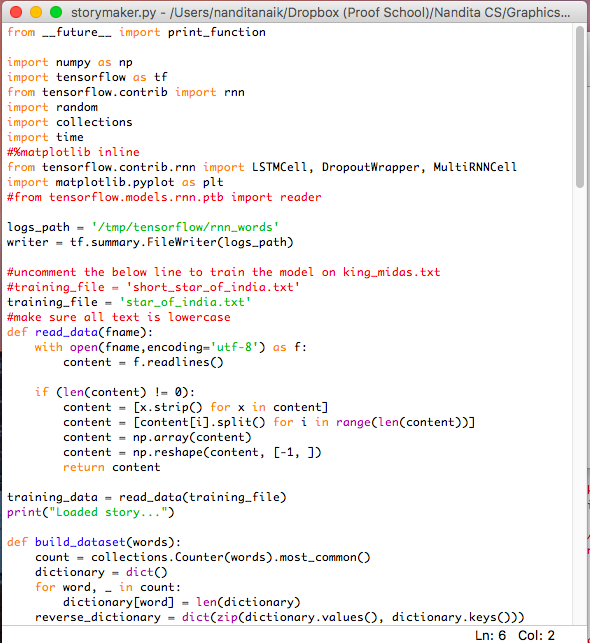 storymaker.py - /Users/nanditanaik/Dropbox (Proof School)/Nandita CS/Graphics...
from __future__ import print_function

import numpy as np
import tensorflow as tf
from tensorflow.contrib import rnn
import random
import collections
import time
#%matplotlib inline
from tensorflow.contrib.rnn import LSTMCell, DropoutWrapper, MultiRNNCell
import matplotlib.pyplot as plt
#from tensorflow.models.rnn.ptb import reader

logs_path = '/tmp/tensorflow/rnn_words'
writer = tf.summary.FileWriter(logs_path)

#uncomment the below line to train the model on king_midas.txt
#training_file = 'short_star_of_india.txt'
training_file = 'star_of_india.txt'
#make sure all text is lowercase
def read_data(fname):
    with open(fname,encoding='utf-8') as f:
        content = f.readlines()

    if (len(content) != 0):
        content = [x.strip() for x in content]
        content = [content[i].split() for i in range(len(content))]
        content = np.array(content)
        content = np.reshape(content, [-1, ])
        return content

training_data = read_data(training_file)
print("Loaded story...")

def build_dataset(words):
    count = collections.Counter(words).most_common()
    dictionary = dict()
    for word, _ in count:
        dictionary[word] = len(dictionary)
    reverse_dictionary = dict(zip(dictionary.values(), dictionary.keys()))
Ln: 6 Col: 2